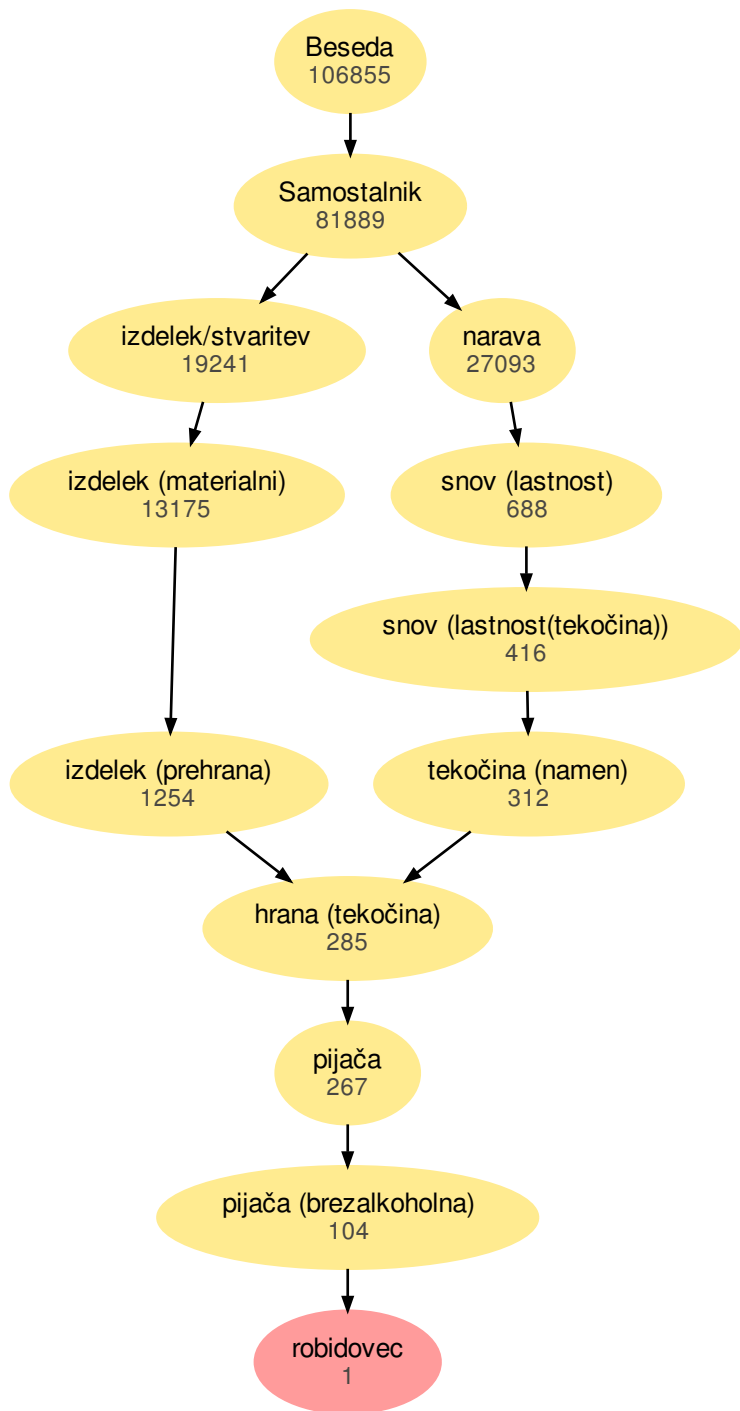 Beseda
106855
Samostalnik
81889
izdelek/stvaritev
19241
narava
27093
izdelek (materialni)
13175
snov (lastnost)
688
snov (lastnost(tekočina))
416
izdelek (prehrana)
1254
tekočina (namen)
312
hrana (tekočina)
285
pijača
267
pijača (brezalkoholna)
104
robidovec
1